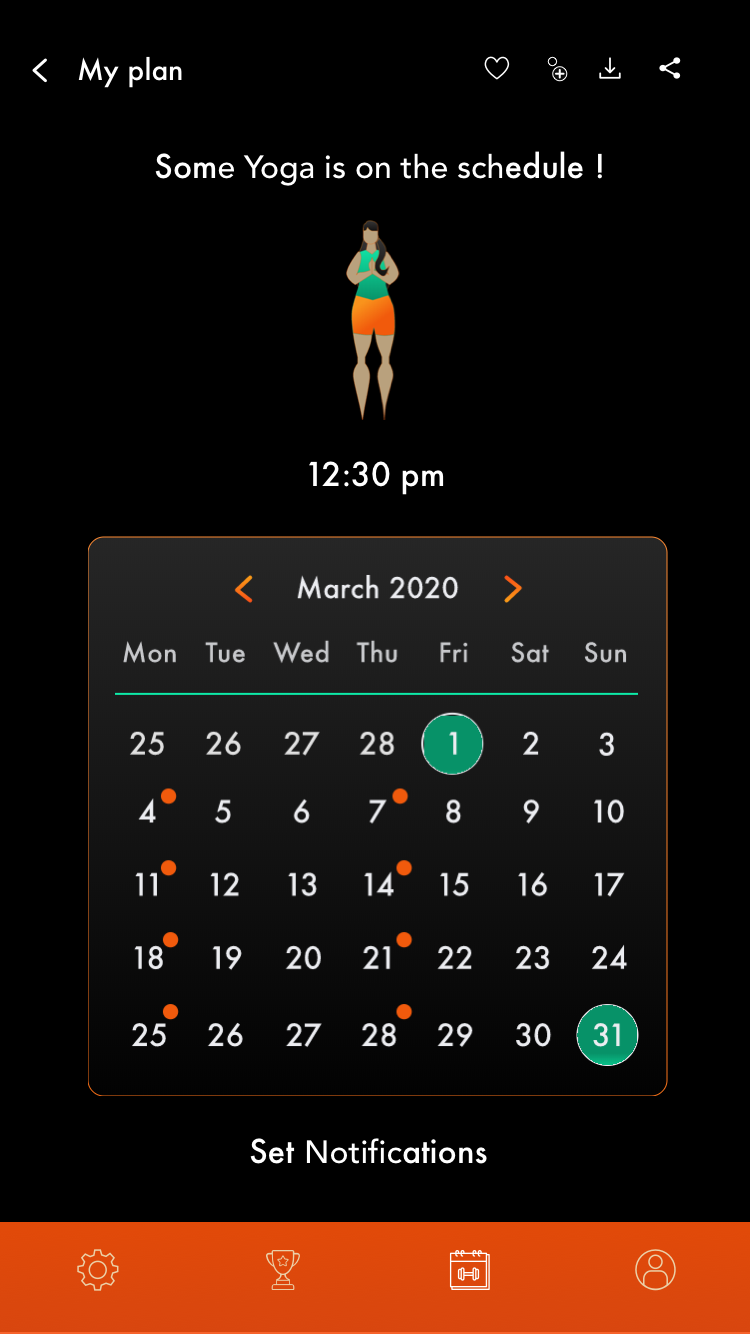 My plan
Some Yoga is on the schedule !
12:30 pm
March 2020
Mon Tue Wed Thu Fri Sat Sun
25 26 27 28 1 2 3
4 5 6 7 8 9 10
11 12 13 14 15 16 17
18 19 20 21 22 23 24
25 26 27 28 29 30 31
Set Notifications